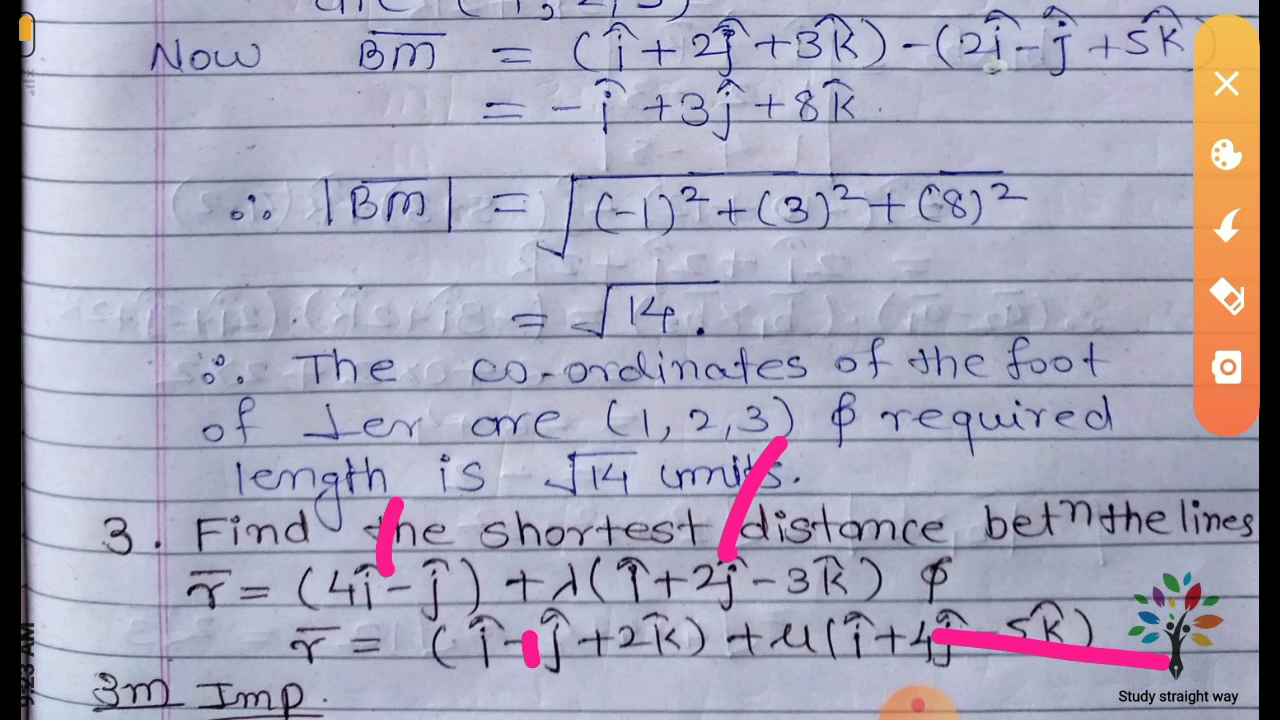 Now BM = (î + 2ĵ + 3k̂) - (2î - ĵ + 5k̂)
= -î + 3ĵ + 8k̂.
∴ |BM| = √(-1)² + (3)² + (8)²
= √14.
∴ The co-ordinates of the foot
of ⊥er are (1, 2, 3) & required
length is √14 units.
3. Find the shortest distance betn the lines
r̅ = (4î - ĵ) + λ(î + 2ĵ - 3k̂) &
r̅ = (î - ĵ + 2k̂) + μ(î + 4ĵ - 5k̂)
3m Imp.
Study straight way